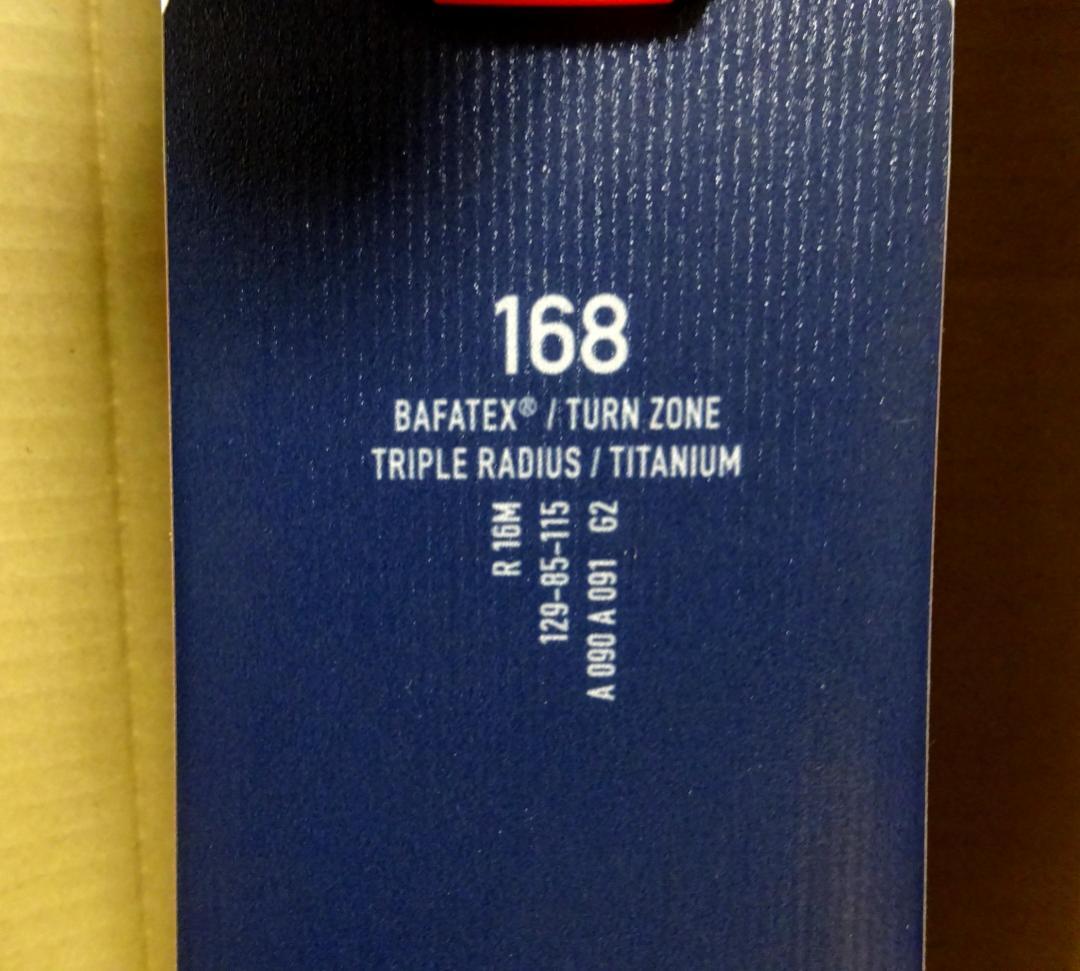 168
BAFATEX® / TURN ZONE
TRIPLE RADIUS / TITANIUM
R 16M
129-85-115
A 090 A 091 G2